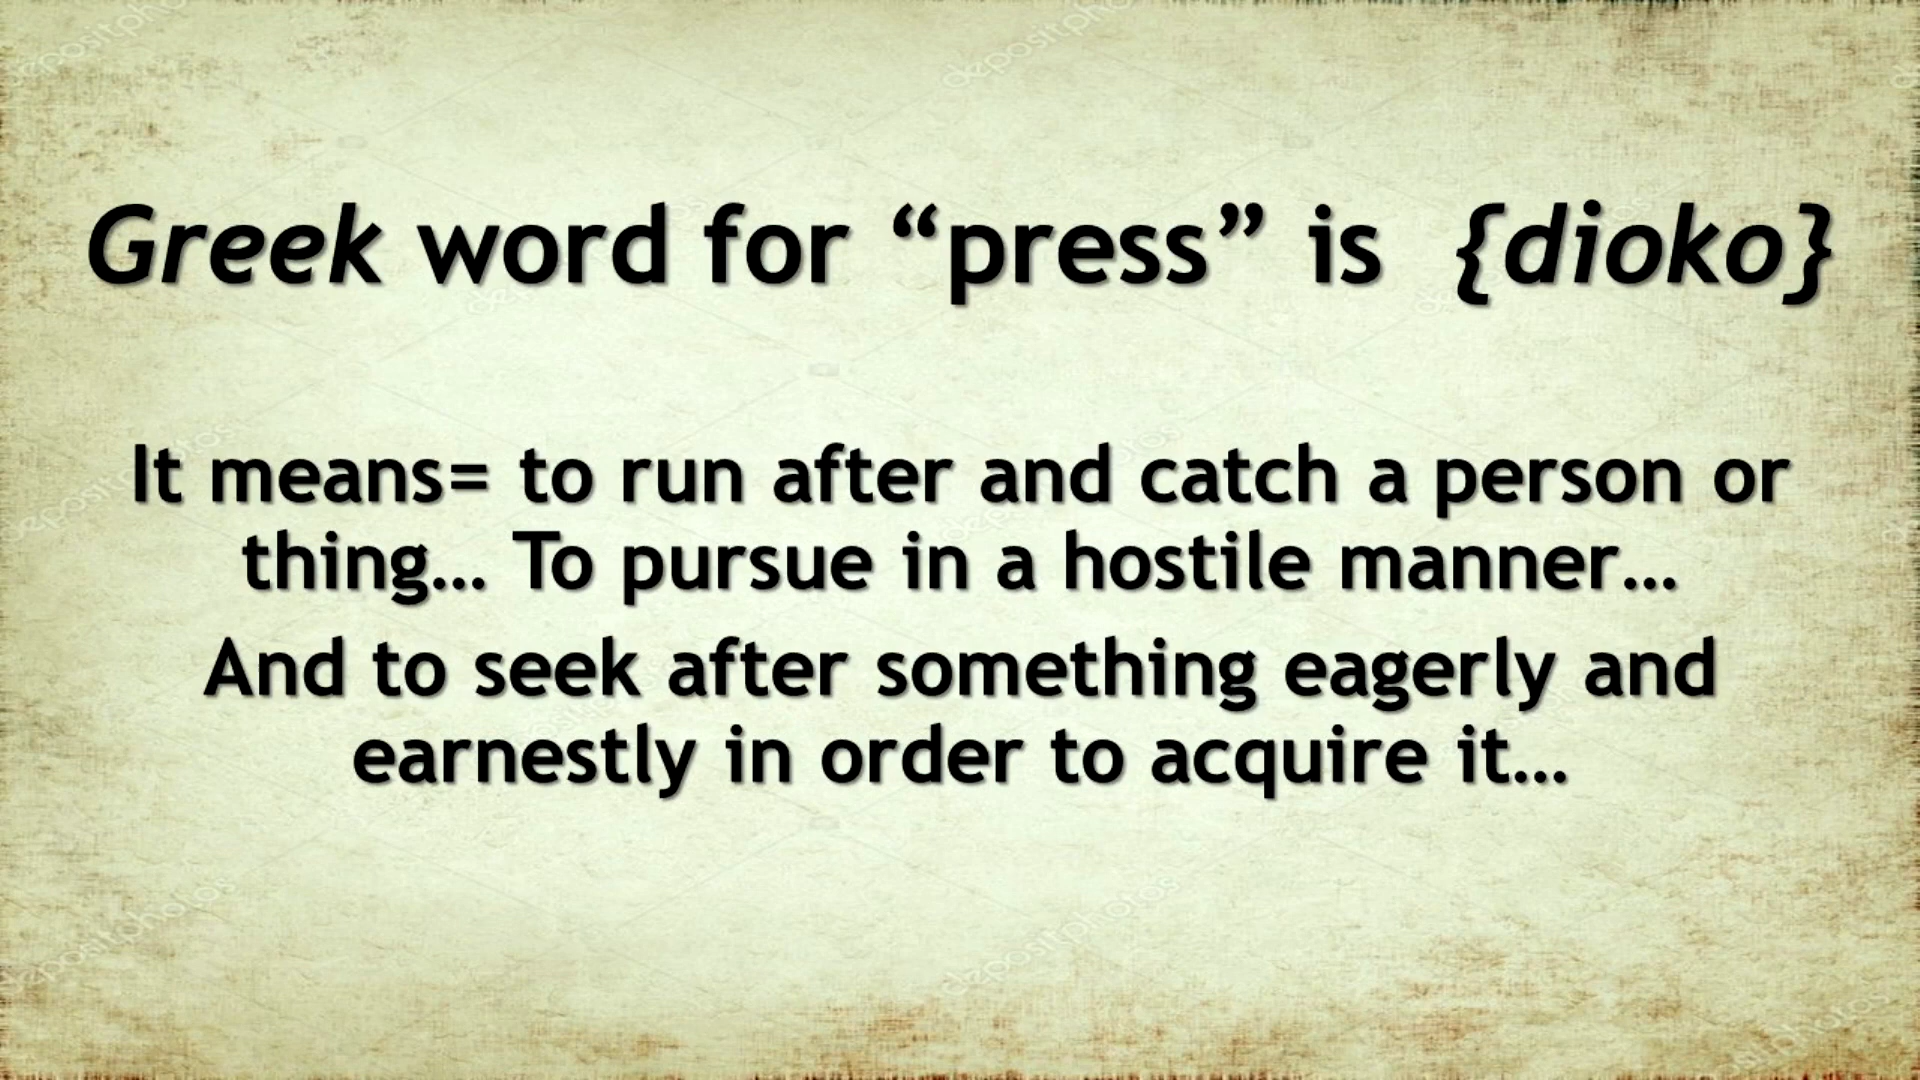 Greek word for “press” is {dioko}
It means= to run after and catch a person or
thing... To pursue in a hostile manner...
And to seek after something eagerly and
earnestly in order to acquire it...
depositphotos